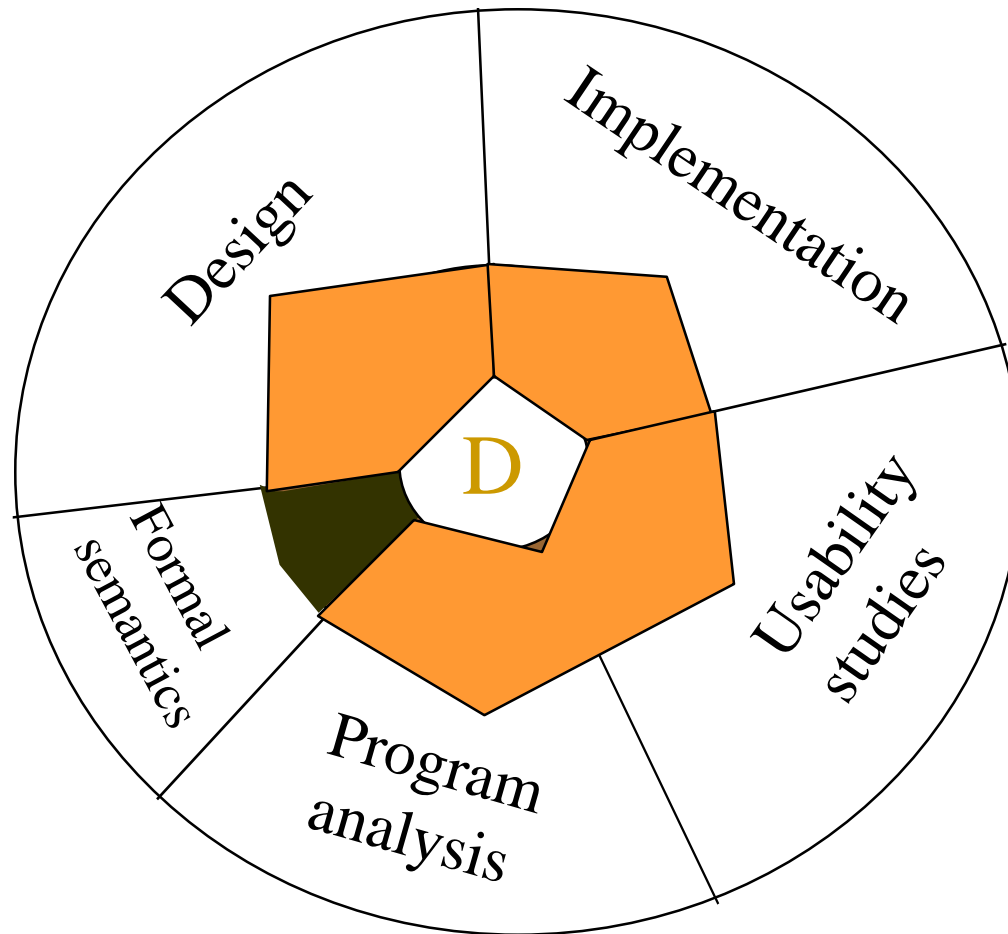 Design
Implementation
D
Usability
studies
Formal
semantics
Program
analysis